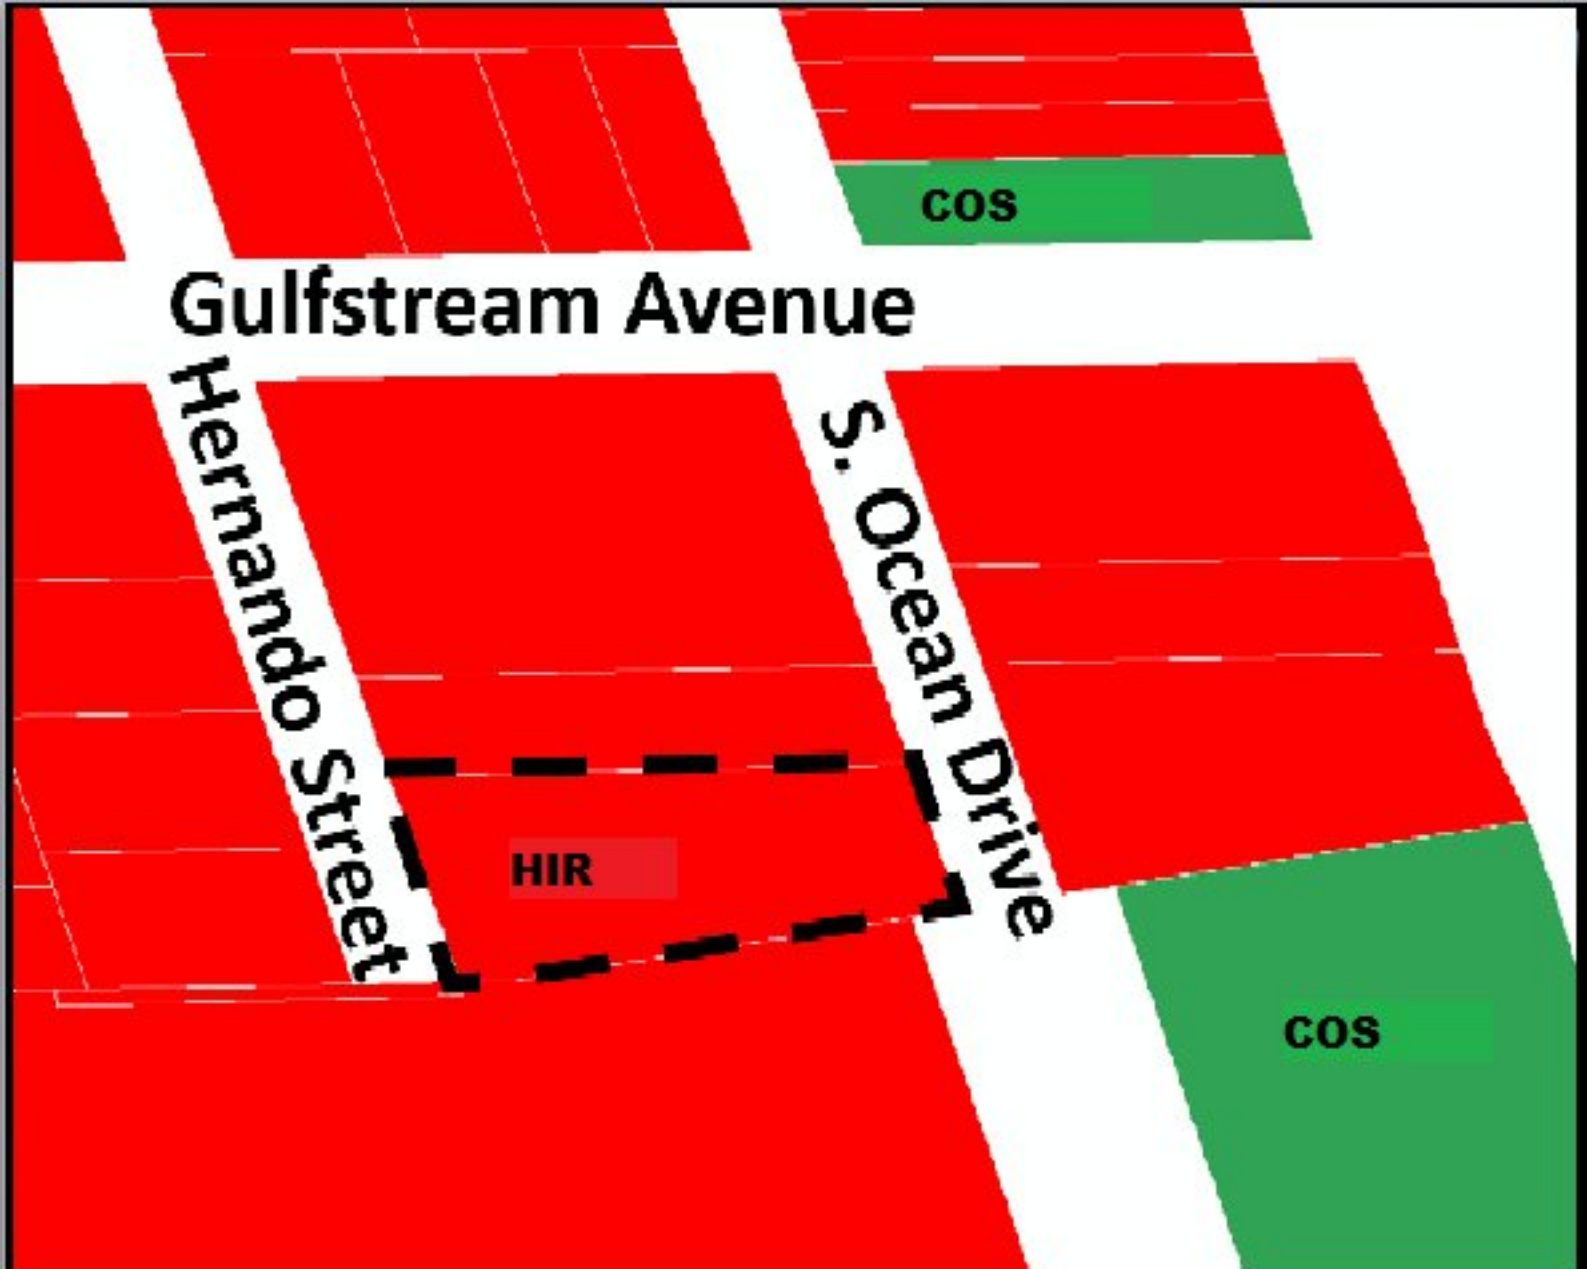 COS
Gulfstream Avenue
Hernando Street
S. Ocean Drive
HIR
COS